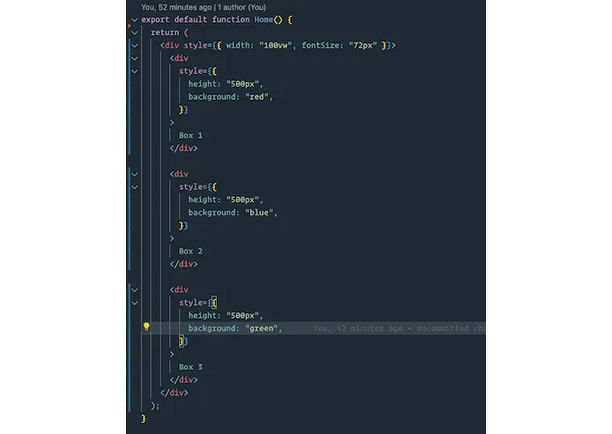 You, 52 minutes ago | 1 author (You)
export default function Home() {
return (
<div style={{ width: "100vw", fontSize: "72px" }}>
<div
style={{
height: "500px",
background: "red",
}}
>
Box 1
</div>
<div
style={{
height: "500px",
background: "blue",
}}
>
Box 2
</div>
<div
style={{
height: "500px",
background: "green", You, 52 minutes ago • Uncommitted cha
}}
>
Box 3
</div>
</div>
);
}